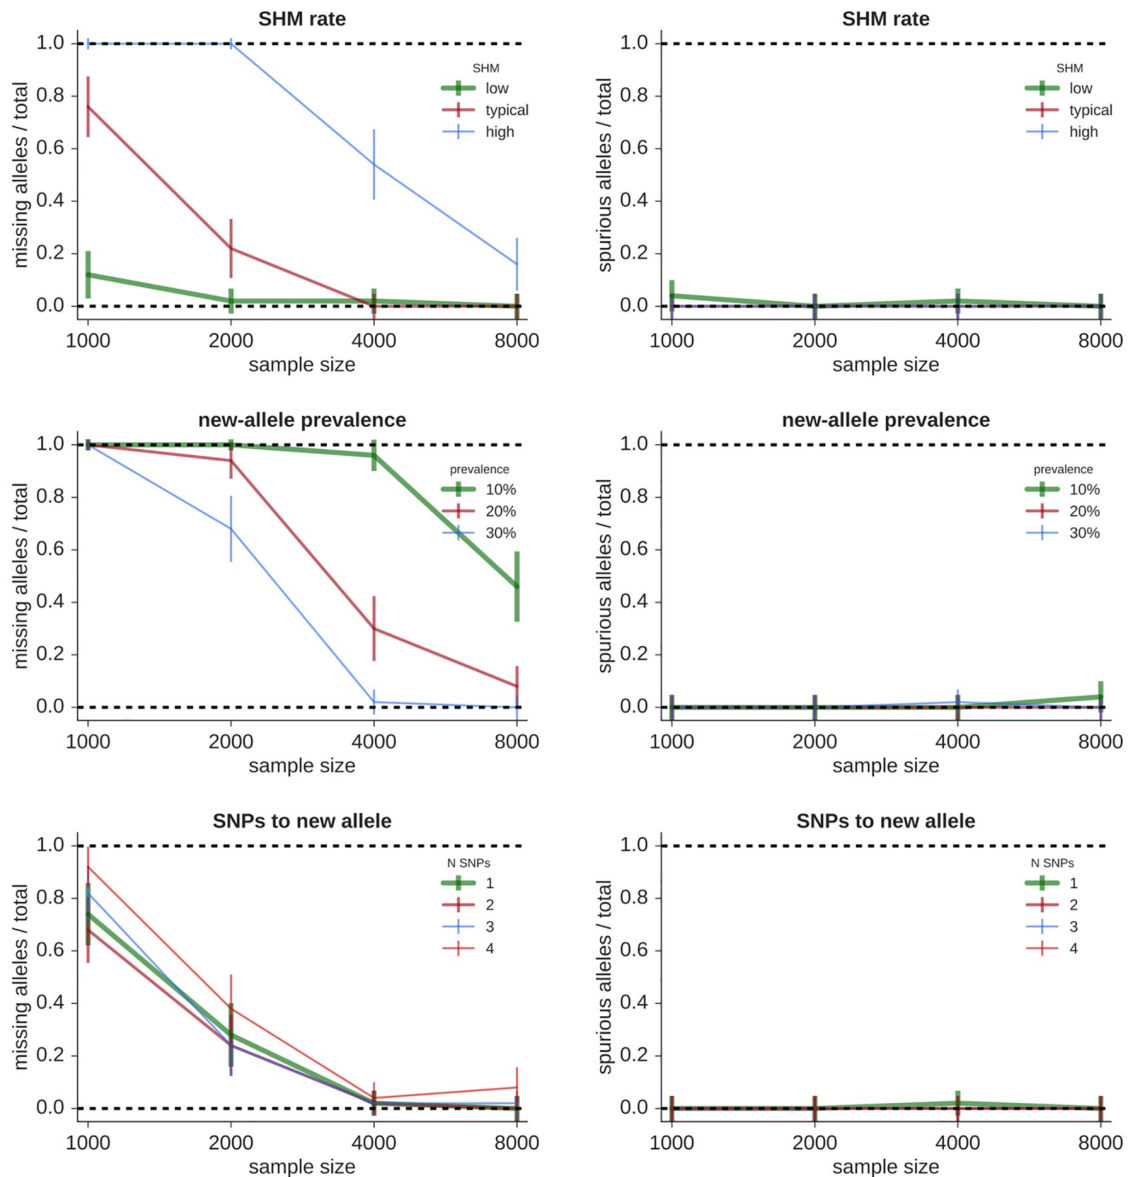 SHM rate
missing alleles / total
1.0
0.8
0.6
0.4
0.2
0.0
SHM
low
typical
high
1000 2000 4000 8000
sample size
SHM rate
spurious alleles / total
1.0
0.8
0.6
0.4
0.2
0.0
SHM
low
typical
high
1000 2000 4000 8000
sample size
new-allele prevalence
missing alleles / total
1.0
0.8
0.6
0.4
0.2
0.0
prevalence
10%
20%
30%
1000 2000 4000 8000
sample size
new-allele prevalence
spurious alleles / total
1.0
0.8
0.6
0.4
0.2
0.0
prevalence
10%
20%
30%
1000 2000 4000 8000
sample size
SNPs to new allele
missing alleles / total
1.0
0.8
0.6
0.4
0.2
0.0
N SNPs
1
2
3
4
1000 2000 4000 8000
sample size
SNPs to new allele
spurious alleles / total
1.0
0.8
0.6
0.4
0.2
0.0
N SNPs
1
2
3
4
1000 2000 4000 8000
sample size